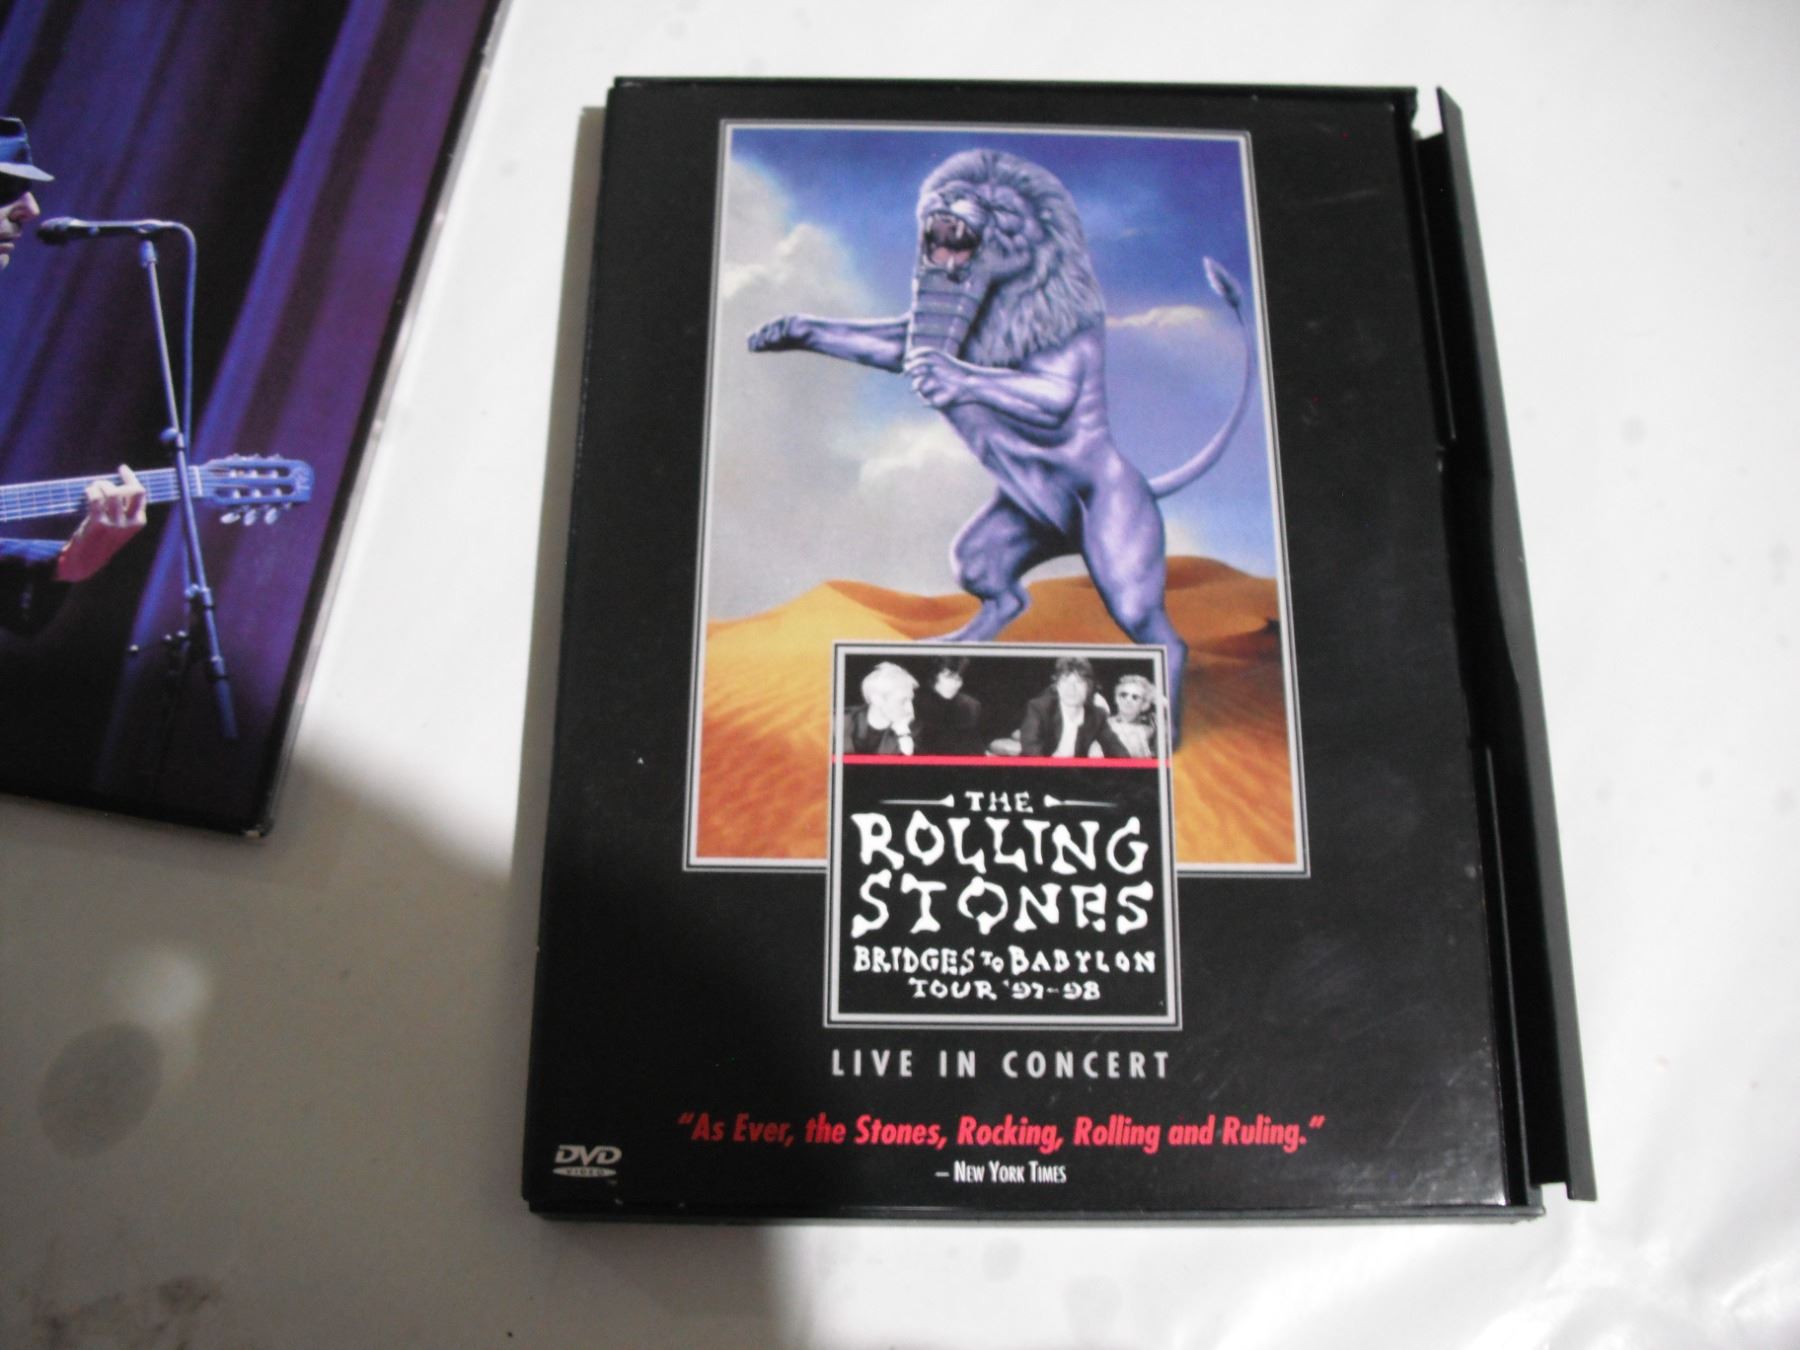 THE
ROLLING
STONES
BRIDGES TO BABYLON
TOUR '97-98
LIVE IN CONCERT
"As Ever, the Stones, Rocking, Rolling and Ruling."
– NEW YORK TIMES
DVD
VIDEO